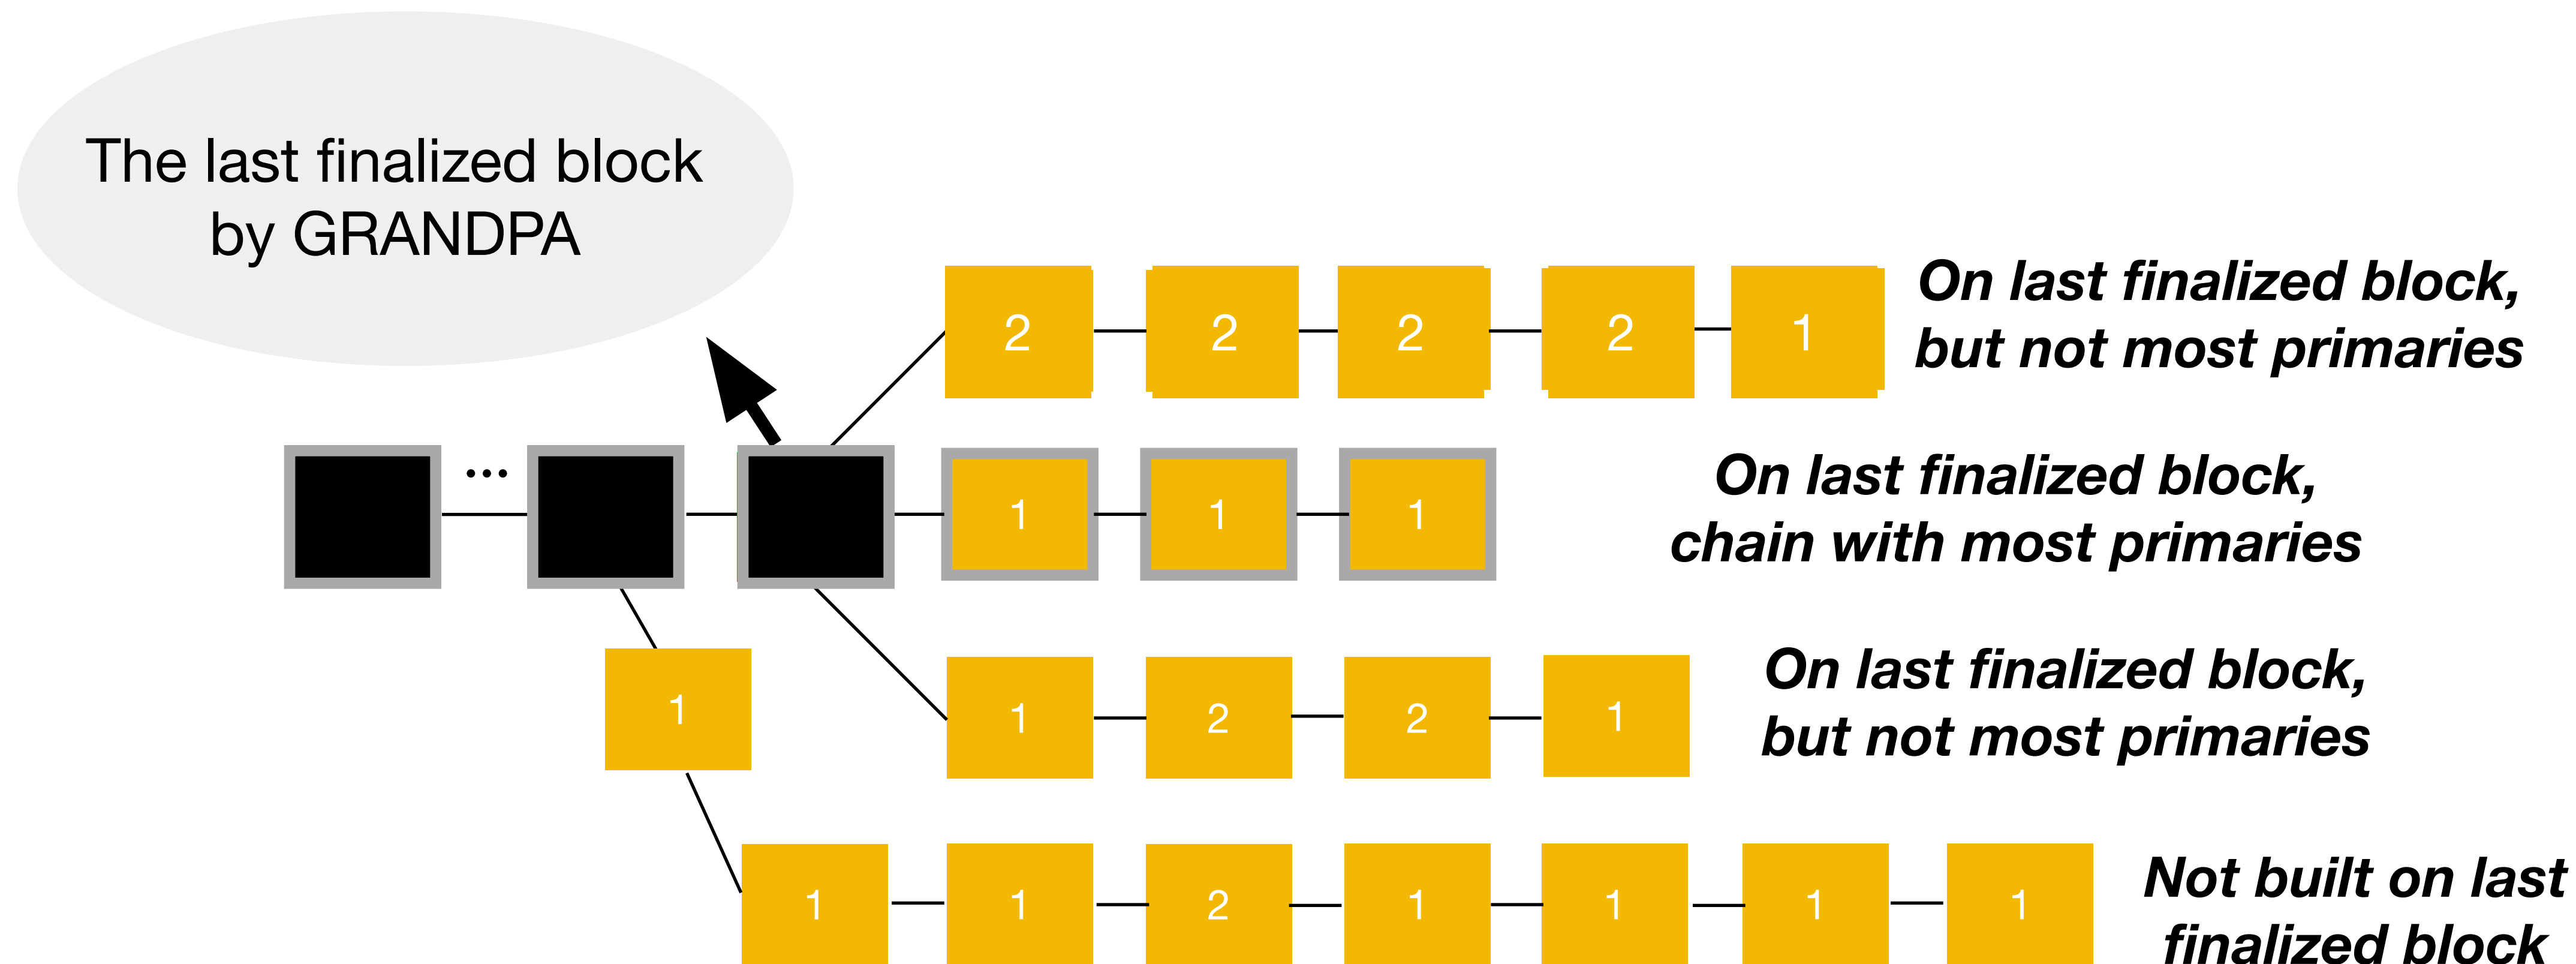 The last finalized block
by GRANDPA
2 2 2 2 1
On last finalized block,
but not most primaries
...
1 1 1
On last finalized block,
chain with most primaries
1
1 2 2 1
On last finalized block,
but not most primaries
1 1 2 1 1 1 1
Not built on last
finalized block